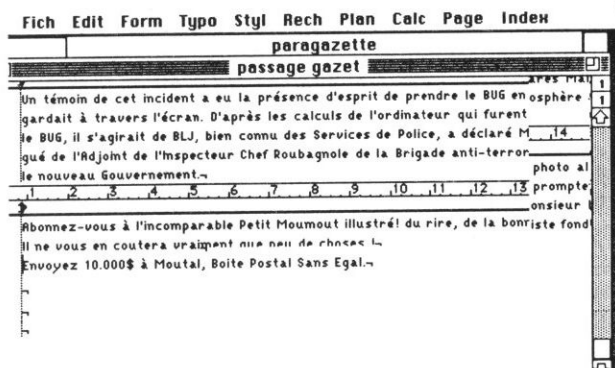 Fich Edit Form Typo Styl Rech Plan Calc Page Index
paragazette
passage gazet
Un témoin de cet incident a eu la présence d'esprit de prendre le BUG en
osphère
gardait à travers l'écran. D'après les calculs de l'ordinateur qui furent
le BUG, il s'agirait de BLJ, bien connu des Services de Police, a déclaré M
14
gué de l'Adjoint de l'Inspecteur Chef Roubagnole de la Brigade anti-terror
photo al
le nouveau Gouvernement.¬
1 2 3 4 5 6 7 8 9 10 11 12 13
prompte
onsieur
Abonnez-vous à l'incomparable Petit Moumout illustré! du rire, de la bonr
iste fond
Il ne vous en coutera vraiment que peu de choses !¬
Envoyez 10.000$ à Moutal, Boite Postal Sans Egal.¬
¬
¬
¬